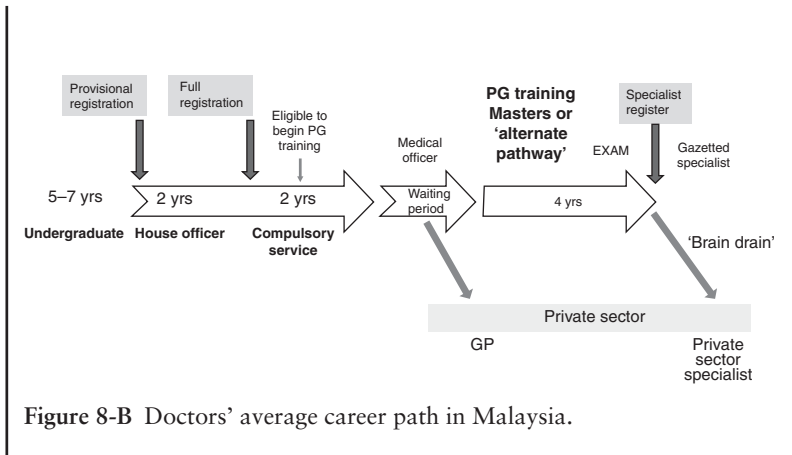 Provisional
registration
Full
registration
Eligible to
begin PG
training
Medical
officer
PG training
Masters or
‘alternate
pathway’
EXAM
Specialist
register
Gazetted
specialist
5–7 yrs
2 yrs
2 yrs
Waiting
period
4 yrs
Undergraduate
House officer
Compulsory
service
‘Brain drain’
Private sector
GP
Private
sector
specialist
Figure 8-B Doctors’ average career path in Malaysia.